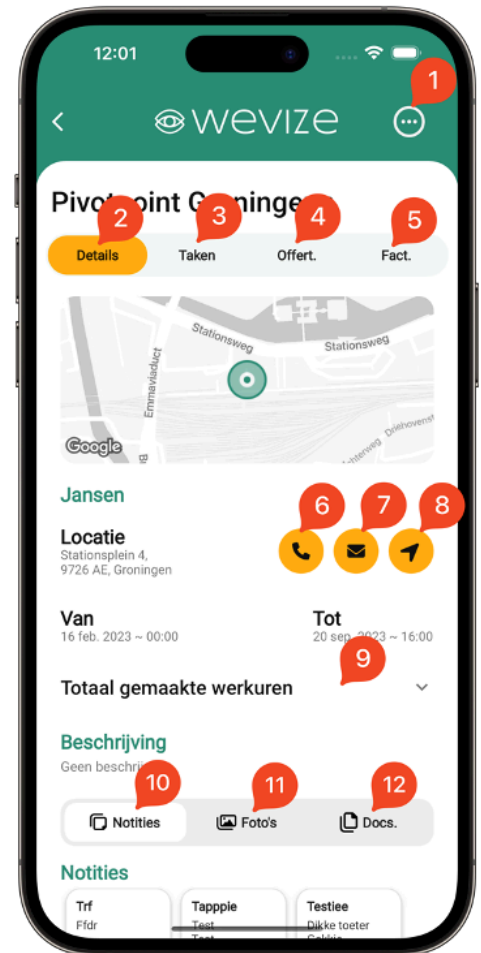 12:01
1
wevize
Pivotpoint Groningen
2
3
4
5
Details
Taken
Offert.
Fact.
Stationsweg
Stationsweg
Emmaviaduct
Google
Jansen
6
7
8
Locatie
Stationsplein 4,
9726 AE, Groningen
Van
Tot
16 feb. 2023 ~ 00:00
20 sep. 2023 ~ 16:00
9
Totaal gemaakte werkuren
Beschrijving
Geen beschrij
10
11
12
Notities
Foto's
Docs.
Notities
Trf
Tapppie
Testiee
Ffdr
Test
Dikke toeter
Test